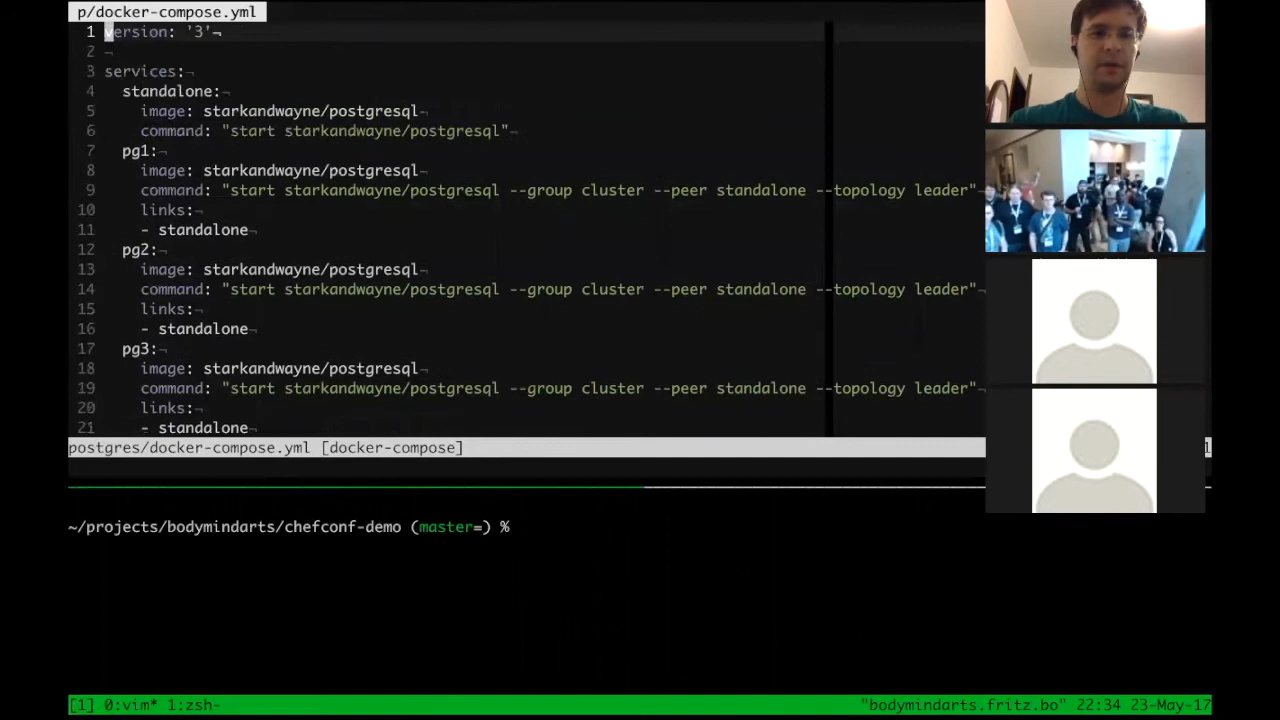 p/docker-compose.yml
1 version: '3'¬
2 ¬
3 services:¬
4   standalone:¬
5     image: starkandwayne/postgresql¬
6     command: "start starkandwayne/postgresql"¬
7   pg1:¬
8     image: starkandwayne/postgresql¬
9     command: "start starkandwayne/postgresql --group cluster --peer standalone --topology leader"¬
10     links:¬
11     - standalone¬
12   pg2:¬
13     image: starkandwayne/postgresql¬
14     command: "start starkandwayne/postgresql --group cluster --peer standalone --topology leader"¬
15     links:¬
16     - standalone¬
17   pg3:¬
18     image: starkandwayne/postgresql¬
19     command: "start starkandwayne/postgresql --group cluster --peer standalone --topology leader"¬
20     links:¬
21     - standalone¬
postgres/docker-compose.yml [docker-compose]
~/projects/bodymindarts/chefconf-demo (master=) %
[1] 0:vim* 1:zsh- "bodymindarts.fritz.bo" 22:34 23-May-17